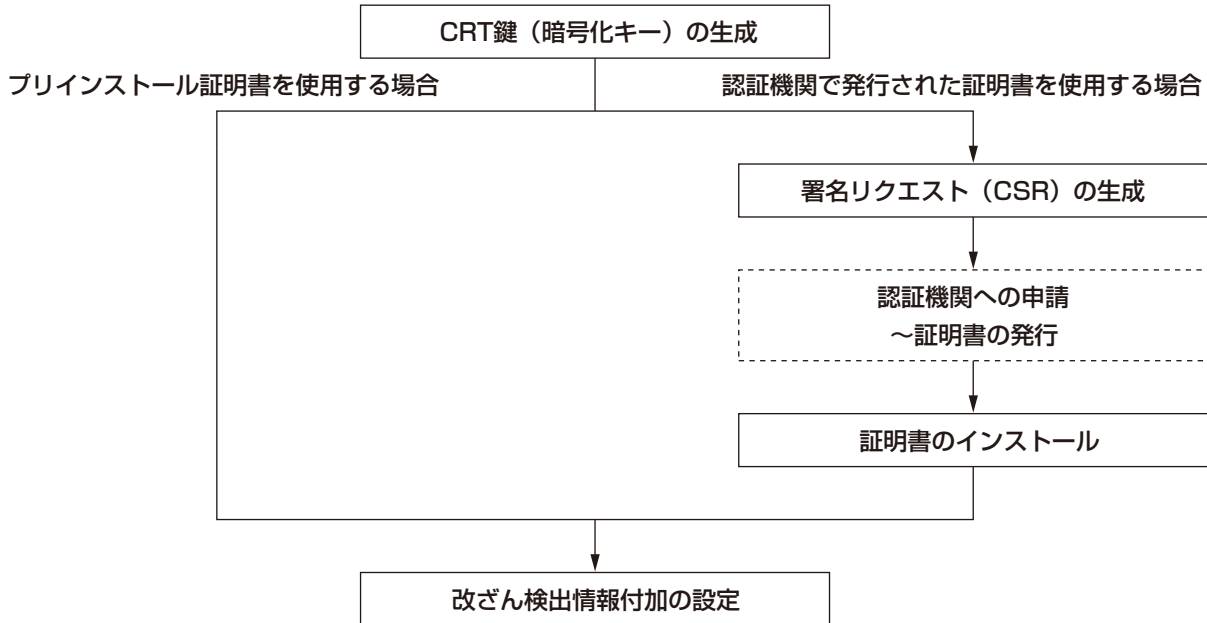 CRT鍵（暗号化キー）の生成
プリインストール証明書を使用する場合
認証機関で発行された証明書を使用する場合
署名リクエスト（CSR）の生成
認証機関への申請
～証明書の発行
証明書のインストール
改ざん検出情報付加の設定